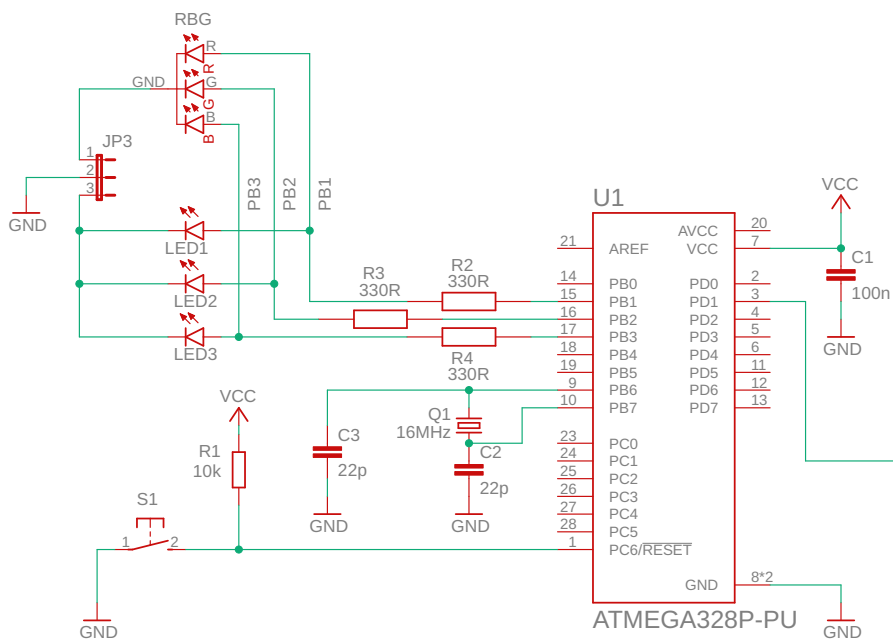 RBG
R
R
GND
G
G
B
B
JP3
1
2
3
GND
PB3
PB2
PB1
LED1
LED2
LED3
R3
330R
R2
330R
R4
330R
U1
21
AREF
14
PB0
15
PB1
16
PB2
17
PB3
18
PB4
19
PB5
9
PB6
10
PB7
23
PC0
24
PC1
25
PC2
26
PC3
27
PC4
28
PC5
1
PC6/RESET
AVCC
20
VCC
7
PD0
2
PD1
3
PD2
4
PD3
5
PD4
6
PD5
11
PD6
12
PD7
13
GND
8*2
ATMEGA328P-PU
VCC
C1
100n
GND
GND
VCC
R1
10k
S1
1
2
GND
C3
22p
GND
Q1
16MHz
C2
22p
GND